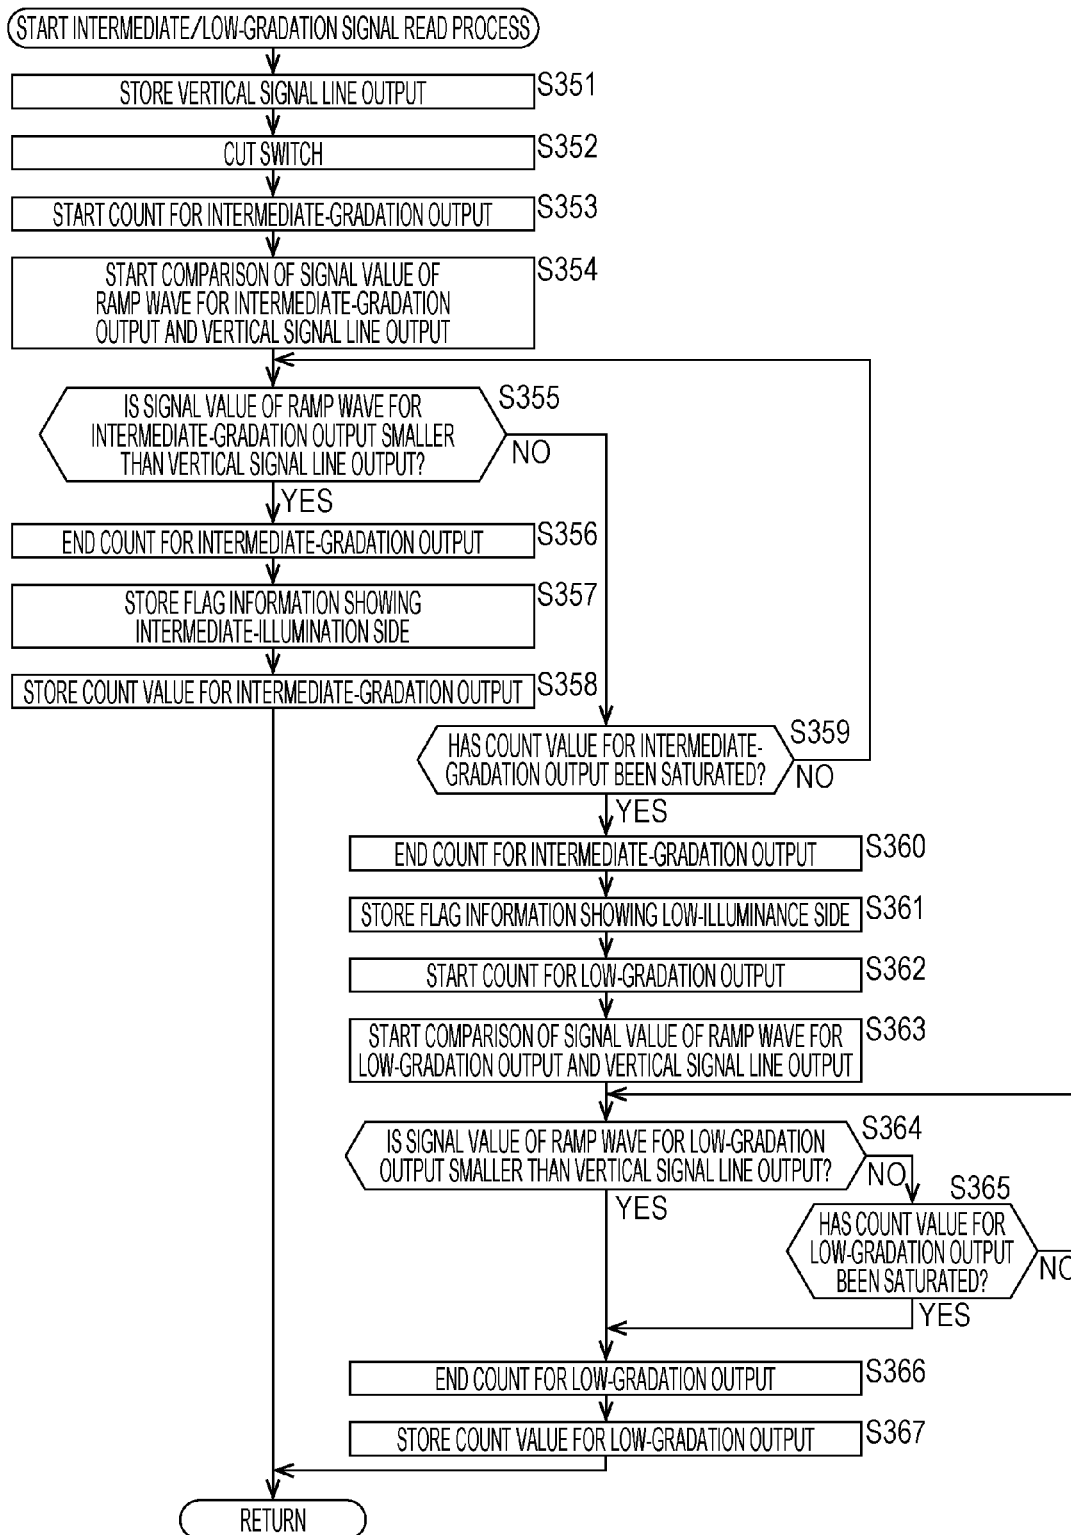 START INTERMEDIATE/LOW-GRADATION SIGNAL READ PROCESS
STORE VERTICAL SIGNAL LINE OUTPUT
S351
CUT SWITCH
S352
START COUNT FOR INTERMEDIATE-GRADATION OUTPUT
S353
START COMPARISON OF SIGNAL VALUE OF
RAMP WAVE FOR INTERMEDIATE-GRADATION
OUTPUT AND VERTICAL SIGNAL LINE OUTPUT
S354
IS SIGNAL VALUE OF RAMP WAVE FOR
INTERMEDIATE-GRADATION OUTPUT SMALLER
THAN VERTICAL SIGNAL LINE OUTPUT?
S355
NO
YES
END COUNT FOR INTERMEDIATE-GRADATION OUTPUT
S356
STORE FLAG INFORMATION SHOWING
INTERMEDIATE-ILLUMINATION SIDE
S357
STORE COUNT VALUE FOR INTERMEDIATE-GRADATION OUTPUT
S358
HAS COUNT VALUE FOR INTERMEDIATE-
GRADATION OUTPUT BEEN SATURATED?
S359
NO
YES
END COUNT FOR INTERMEDIATE-GRADATION OUTPUT
S360
STORE FLAG INFORMATION SHOWING LOW-ILLUMINANCE SIDE
S361
START COUNT FOR LOW-GRADATION OUTPUT
S362
START COMPARISON OF SIGNAL VALUE OF RAMP WAVE FOR
LOW-GRADATION OUTPUT AND VERTICAL SIGNAL LINE OUTPUT
S363
IS SIGNAL VALUE OF RAMP WAVE FOR LOW-GRADATION
OUTPUT SMALLER THAN VERTICAL SIGNAL LINE OUTPUT?
S364
NO
YES
HAS COUNT VALUE FOR
LOW-GRADATION OUTPUT
BEEN SATURATED?
S365
NO
YES
END COUNT FOR LOW-GRADATION OUTPUT
S366
STORE COUNT VALUE FOR LOW-GRADATION OUTPUT
S367
RETURN